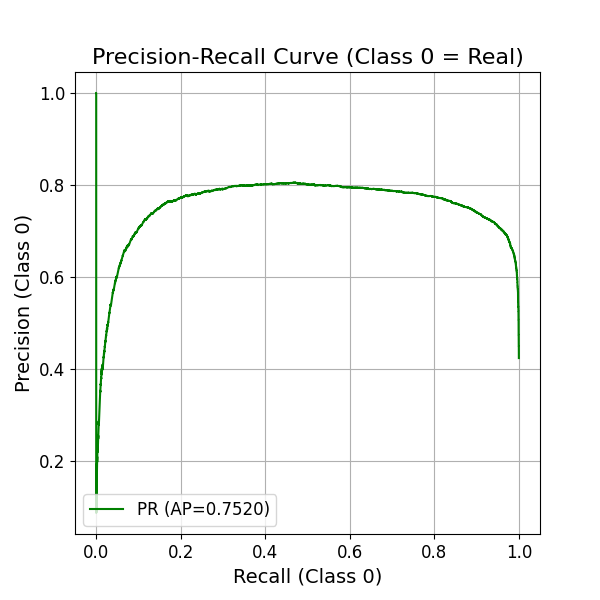 Precision-Recall Curve (Class 0 = Real)
Precision (Class 0)
1.0
0.8
0.6
0.4
0.2
PR (AP=0.7520)
0.0 0.2 0.4 0.6 0.8 1.0
Recall (Class 0)